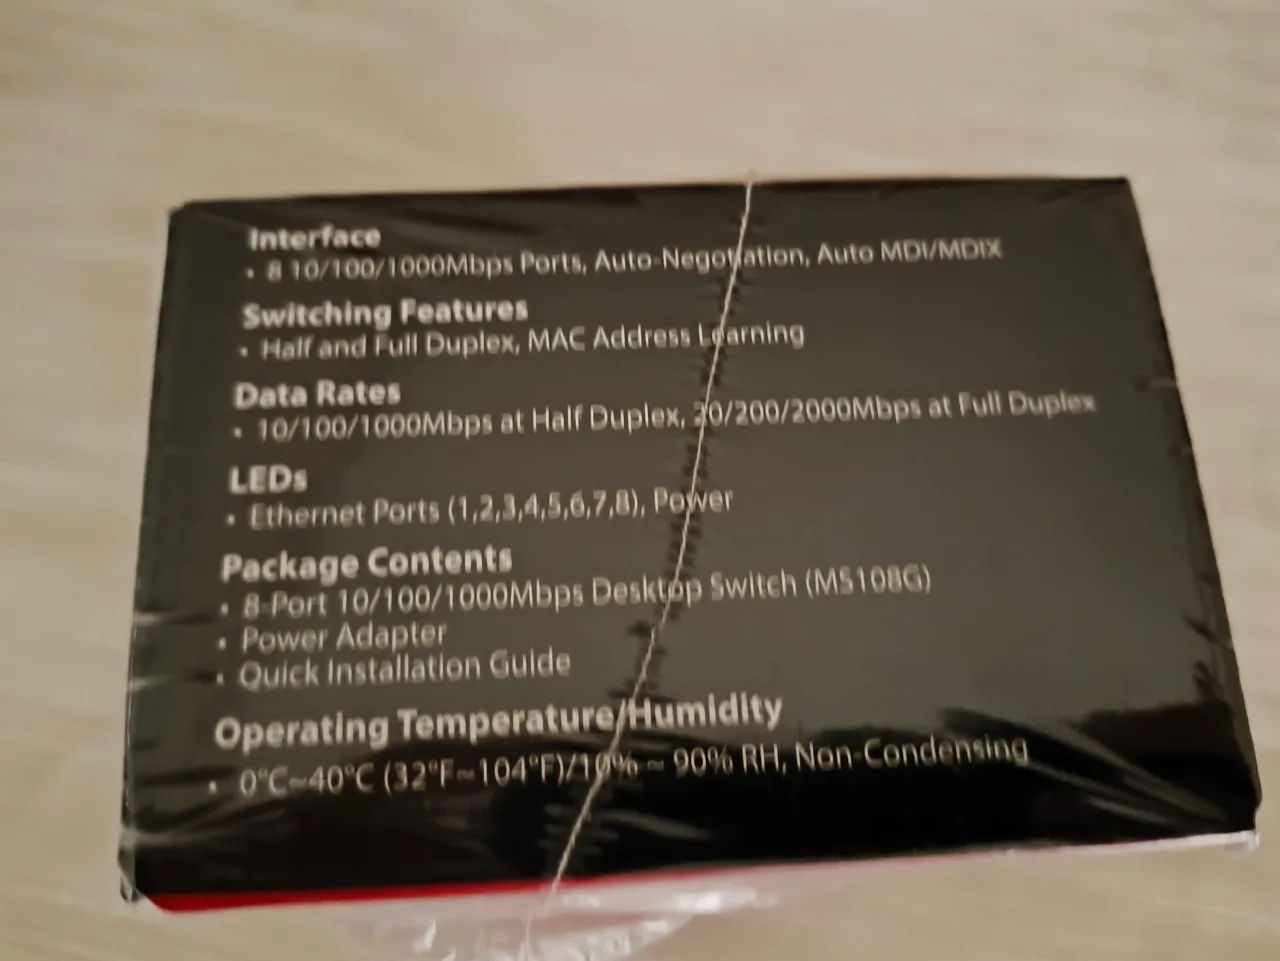 Interface
• 8 10/100/1000Mbps Ports, Auto-Negotiation, Auto MDI/MDIX
Switching Features
• Half and Full Duplex, MAC Address Learning
Data Rates
• 10/100/1000Mbps at Half Duplex, 20/200/2000Mbps at Full Duplex
LEDs
• Ethernet Ports (1,2,3,4,5,6,7,8), Power
Package Contents
• 8-Port 10/100/1000Mbps Desktop Switch (MS108G)
• Power Adapter
• Quick Installation Guide
Operating Temperature/Humidity
• 0°C~40°C (32°F~104°F)/10% ~ 90% RH, Non-Condensing